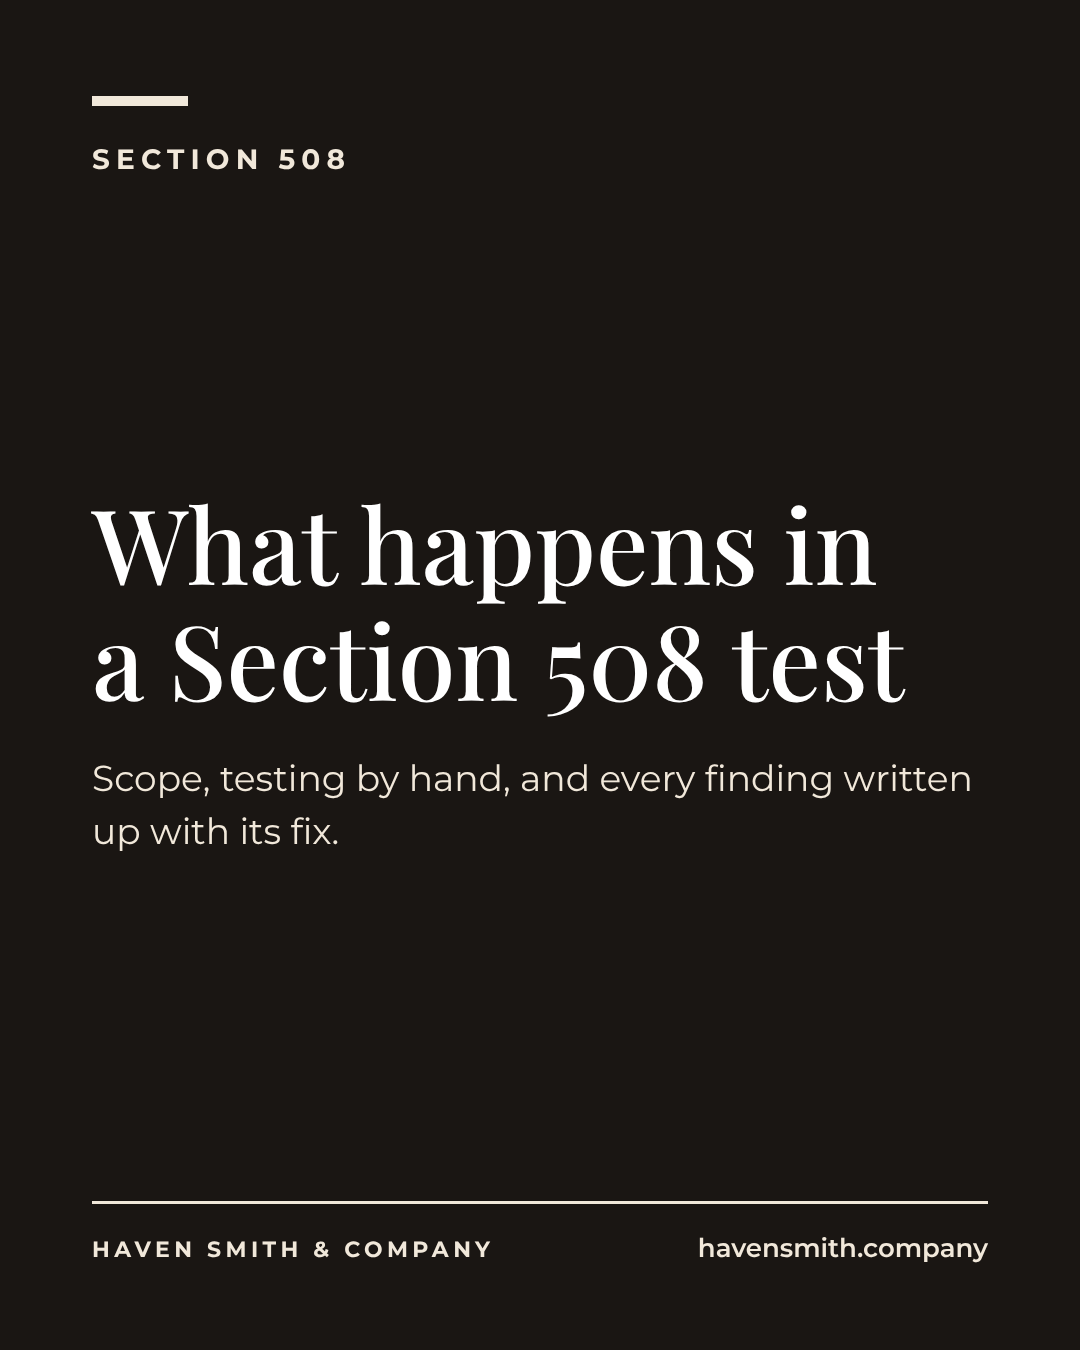 SECTION 508
What happens in
a Section 508 test
Scope, testing by hand, and every finding written
up with its fix.
HAVEN SMITH & COMPANY
havensmith.company